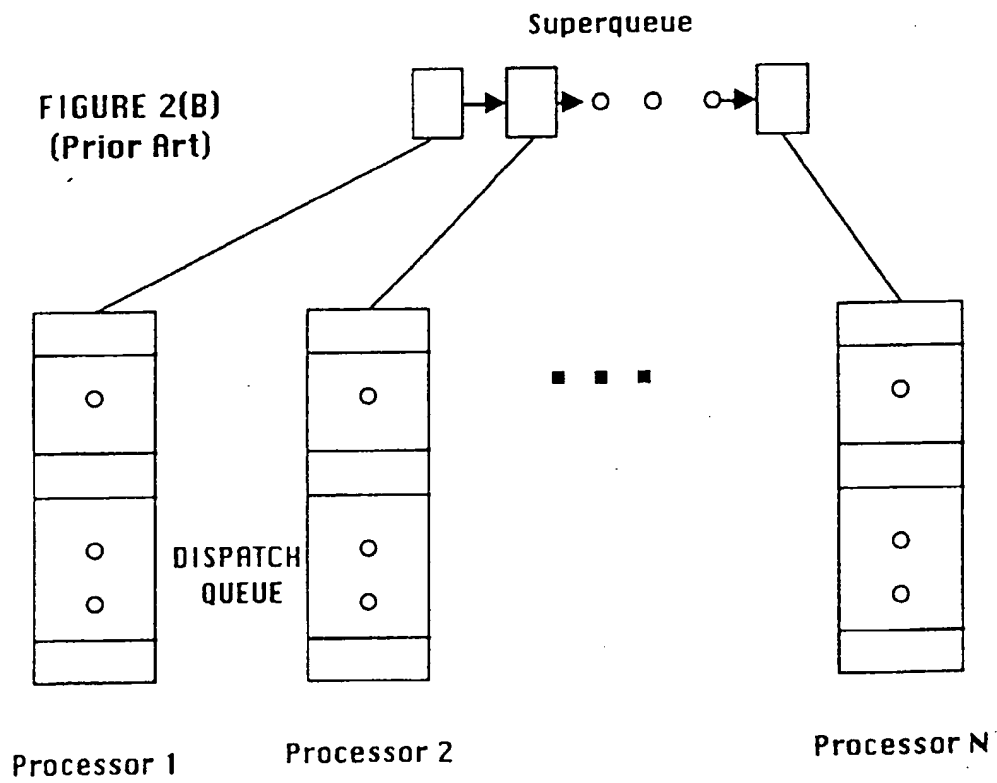 Superqueue
FIGURE 2(B)
(Prior Art)
DISPATCH
QUEUE
Processor 1
Processor 2
Processor N